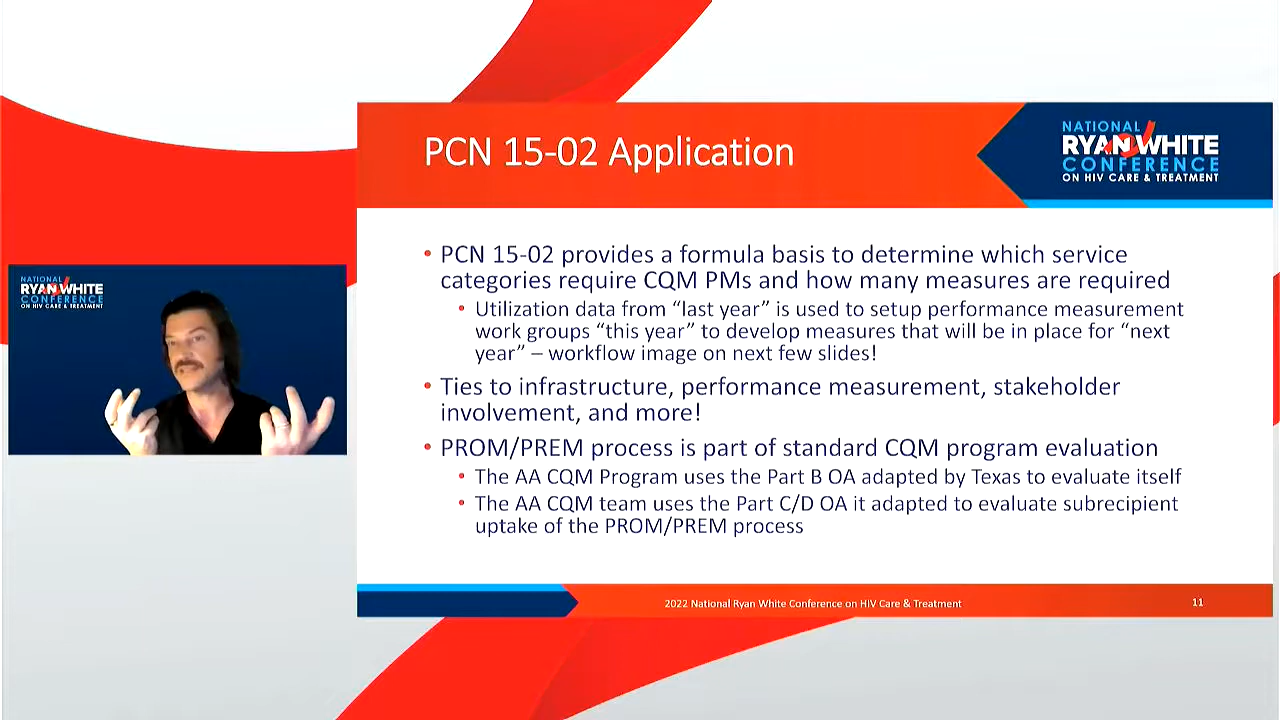 NATIONAL
RYAN WHITE
CONFERENCE
ON HIV CARE & TREATMENT
PCN 15-02 Application
NATIONAL
RYAN WHITE
CONFERENCE
ON HIV CARE & TREATMENT
• PCN 15-02 provides a formula basis to determine which service
categories require CQM PMs and how many measures are required
• Utilization data from “last year” is used to setup performance measurement
work groups “this year” to develop measures that will be in place for “next
year” – workflow image on next few slides!
• Ties to infrastructure, performance measurement, stakeholder
involvement, and more!
• PROM/PREM process is part of standard CQM program evaluation
• The AA CQM Program uses the Part B OA adapted by Texas to evaluate itself
• The AA CQM team uses the Part C/D OA it adapted to evaluate subrecipient
uptake of the PROM/PREM process
2022 National Ryan White Conference on HIV Care & Treatment
11